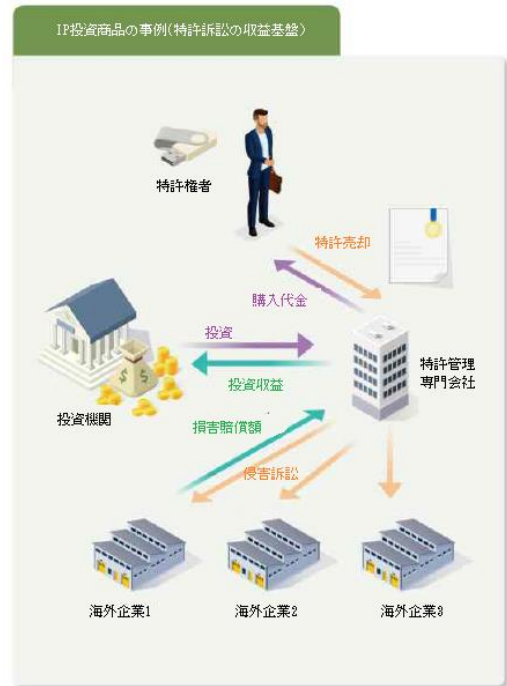 IP投資商品の事例(特許訴訟の収益基盤)
特許権者
特許売却
購入代金
投資
投資収益
特許管理
専門会社
投資機関
損害賠償額
侵害訴訟
海外企業1
海外企業2
海外企業3